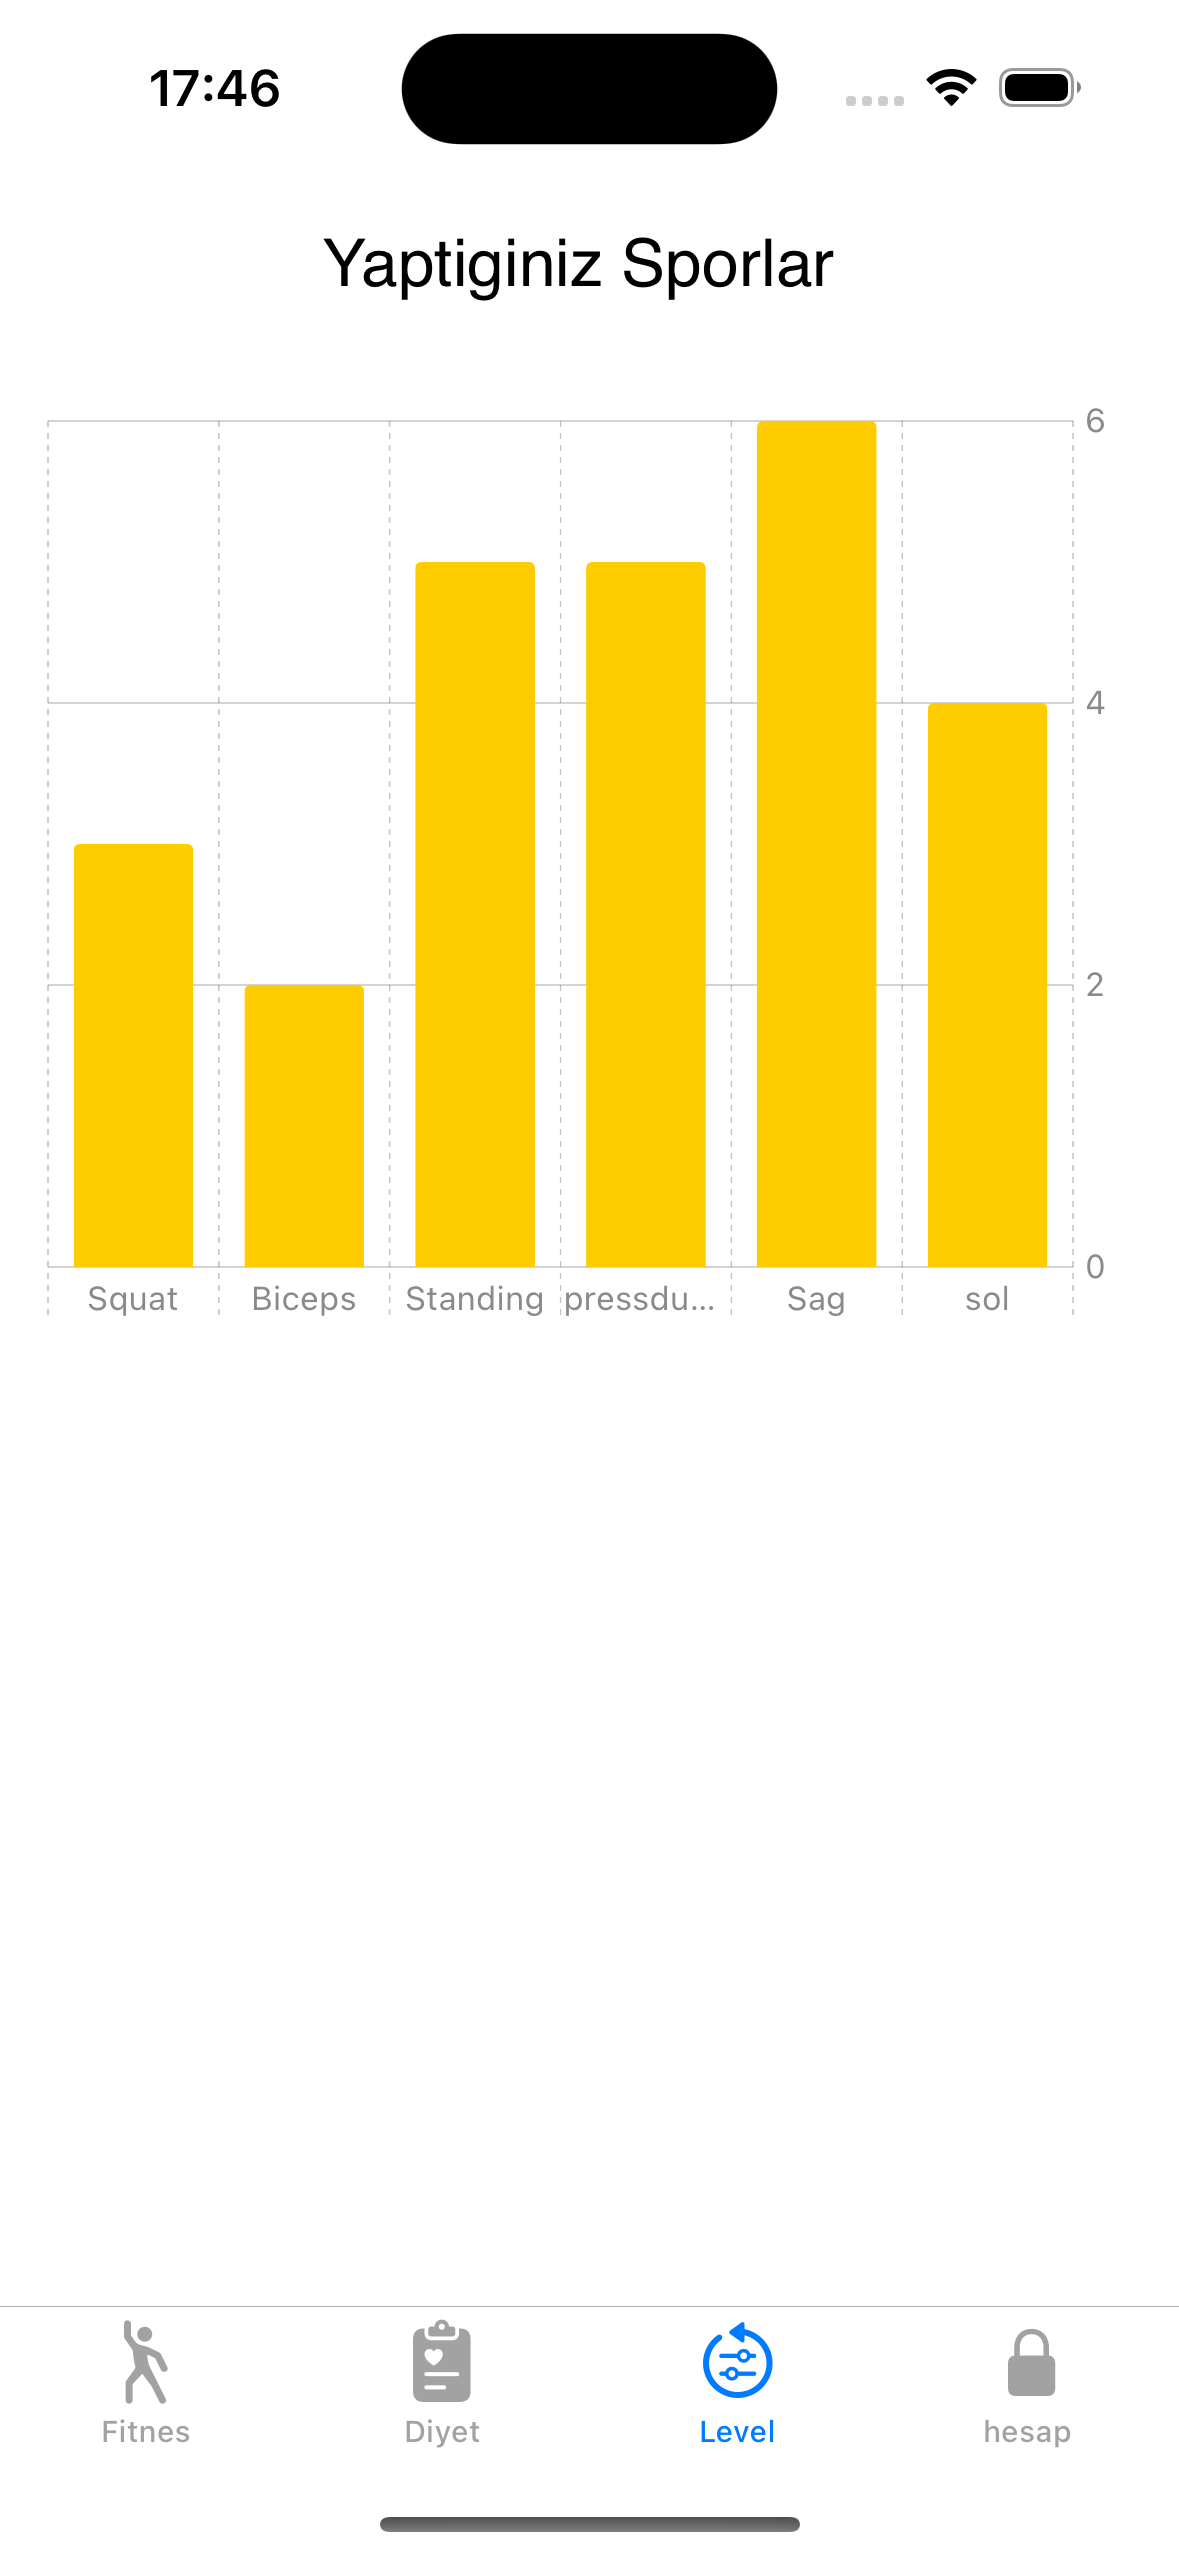 17:46
Yaptiginiz Sporlar
6
4
2
0
Squat Biceps Standing pressdu... Sag sol
Fitnes Diyet Level hesap